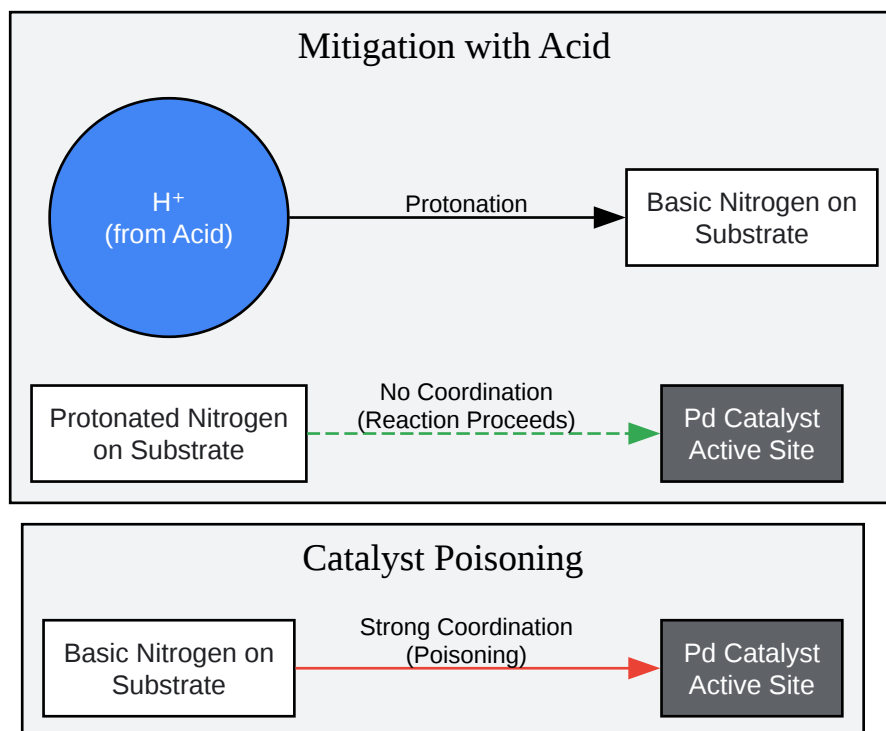 Mitigation with Acid
H⁺
(from Acid)
Protonation
Basic Nitrogen on
Substrate
Protonated Nitrogen
on Substrate
No Coordination
(Reaction Proceeds)
Pd Catalyst
Active Site
Catalyst Poisoning
Basic Nitrogen on
Substrate
Strong Coordination
(Poisoning)
Pd Catalyst
Active Site